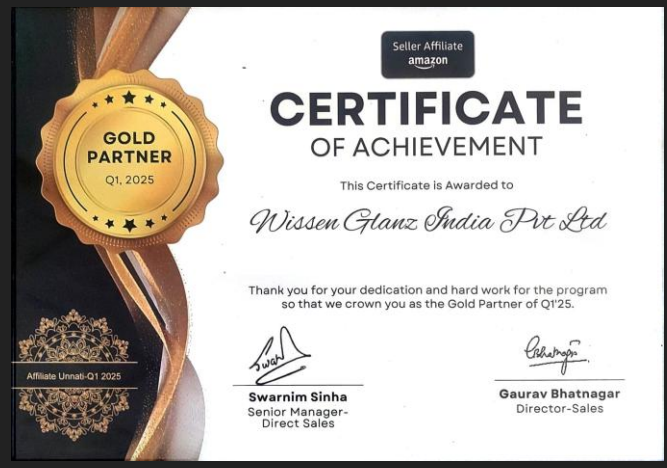 Seller Affiliate
amazon
CERTIFICATE
OF ACHIEVEMENT
GOLD
PARTNER
Q1, 2025
This Certificate is Awarded to
Wissen Glanz India Pvt Ltd
Thank you for your dedication and hard work for the program
so that we crown you as the Gold Partner of Q1'25.
Affiliate Unnati-Q1 2025
Swarnim Sinha
Senior Manager-
Direct Sales
Gaurav Bhatnagar
Director-Sales